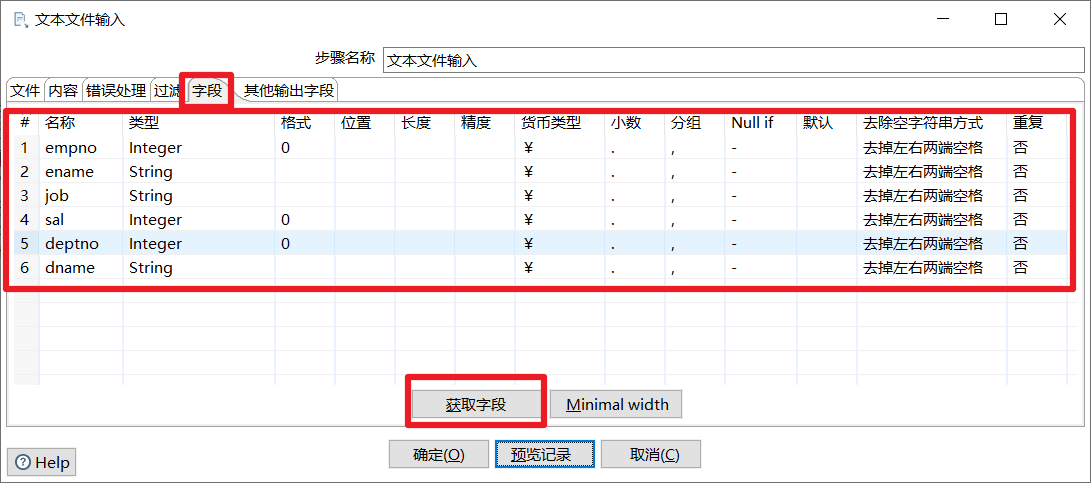 文本文件输入
步骤名称 文本文件输入
文件 内容 错误处理 过滤 字段 其他输出字段
# 名称 类型 格式 位置 长度 精度 货币类型 小数 分组 Null if 默认 去除空字符串方式 重复
1 empno Integer 0 ¥ . , - 去掉左右两端空格 否
2 ename String ¥ . , - 去掉左右两端空格 否
3 job String ¥ . , - 去掉左右两端空格 否
4 sal Integer 0 ¥ . , - 去掉左右两端空格 否
5 deptno Integer 0 ¥ . , - 去掉左右两端空格 否
6 dname String ¥ . , - 去掉左右两端空格 否
获取字段 Minimal width
Help 确定(O) 预览记录 取消(C)